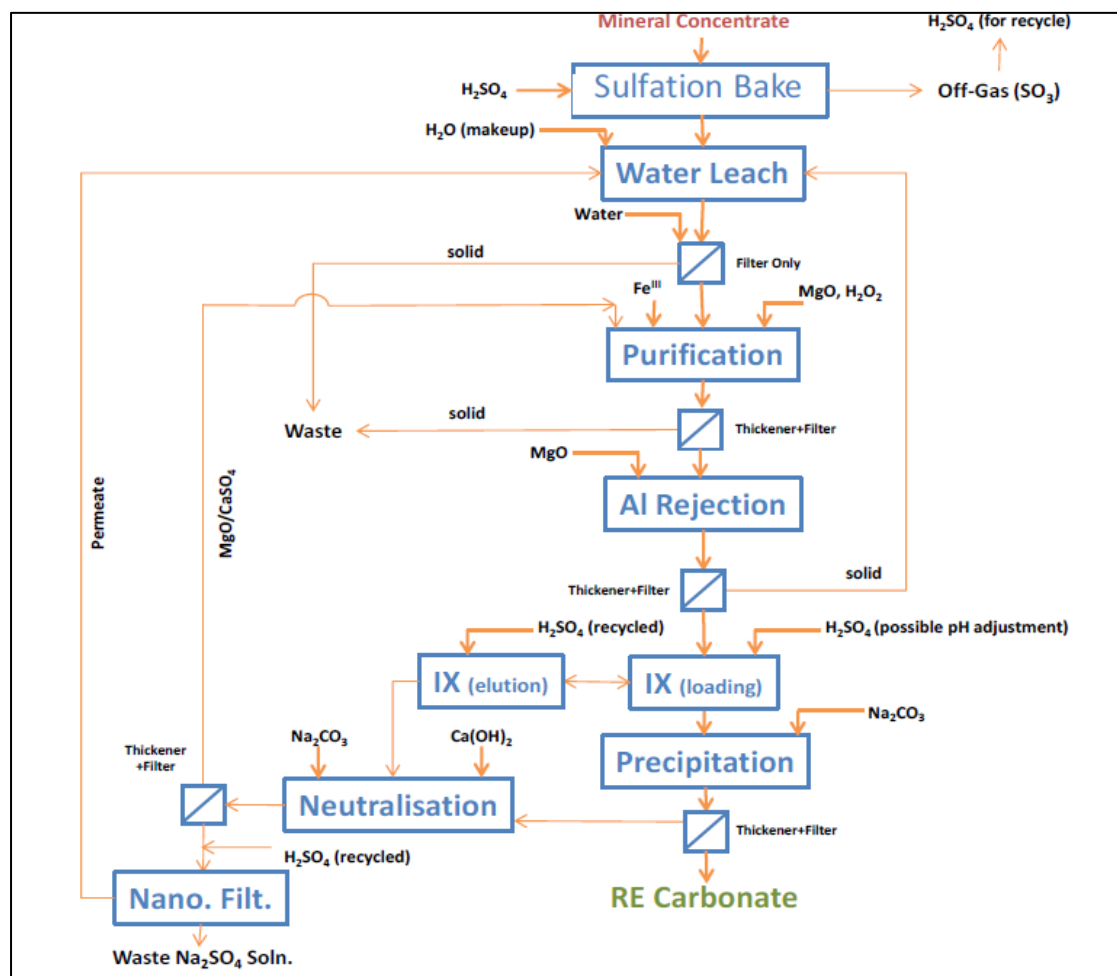 Mineral Concentrate
H₂SO₄ (for recycle)
Sulfation Bake
H₂SO₄
Off-Gas (SO₃)
H₂O (makeup)
Water Leach
Water
solid
Filter Only
Feᴵᴵᴵ
MgO, H₂O₂
Purification
solid
Waste
Thickener+Filter
MgO
Al Rejection
Permeate
MgO/CaSO₄
Thickener+Filter
solid
H₂SO₄ (recycled)
H₂SO₄ (possible pH adjustment)
IX (elution)
IX (loading)
Na₂CO₃
Na₂CO₃
Ca(OH)₂
Thickener
+Filter
Precipitation
Neutralisation
Thickener+Filter
H₂SO₄ (recycled)
Nano. Filt.
RE Carbonate
Waste Na₂SO₄ Soln.